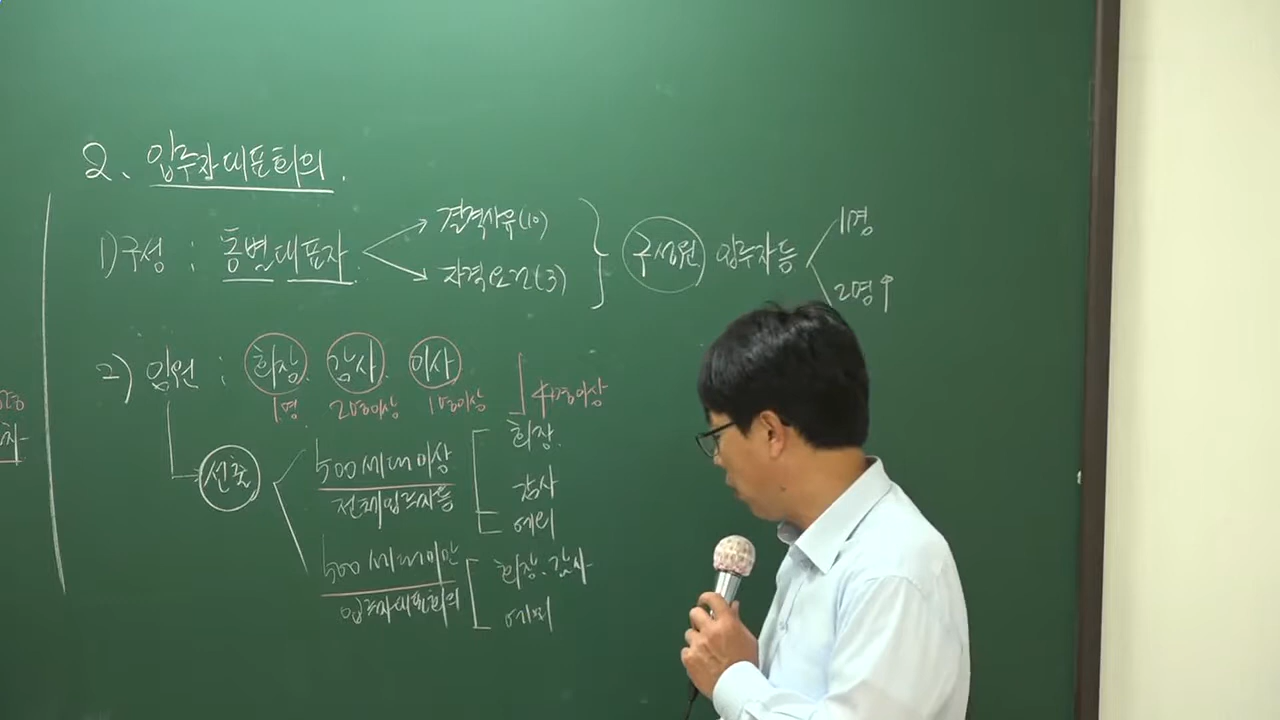 2、입주자대표회의.
1) 구성 : 동별대표자
결격사유(10)
자격요건(3)
구성원 입주자등
1명
2명↑
2) 임원 : 회장. 감사. 이사
1명 2명이상 1명이상 4명이상
선출
500세대이상
전체입주자등
회장.
감사
예외
500세대미만
입주자대표회의
회장. 감사
예외
차